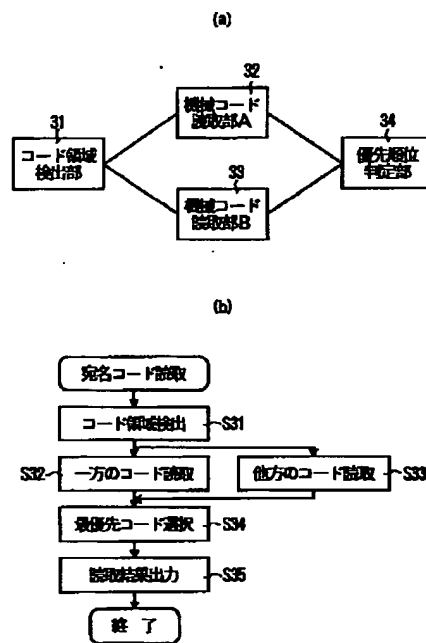 (a)
32
機械コード
読取部A
31
コード領域
検出部
34
優先順位
判定部
33
機械コード
読取部B
(b)
宛名コード読取
コード領域検出
S31
S32
一方のコード読取
他方のコード読取
S33
最優先コード選択
S34
読取結果出力
S35
終了